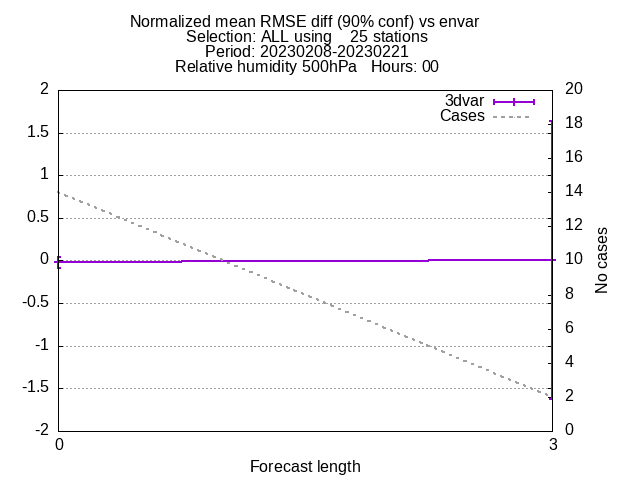 Normalized mean RMSE diff (90% conf) vs envar
Selection: ALL using    25 stations
Period: 20230208-20230221
Relative humidity 500hPa   Hours: 00
3dvar
Cases
2
1.5
1
0.5
0
-0.5
-1
-1.5
-2
20
18
16
14
12
10
8
6
4
2
0
No cases
0
3
Forecast length